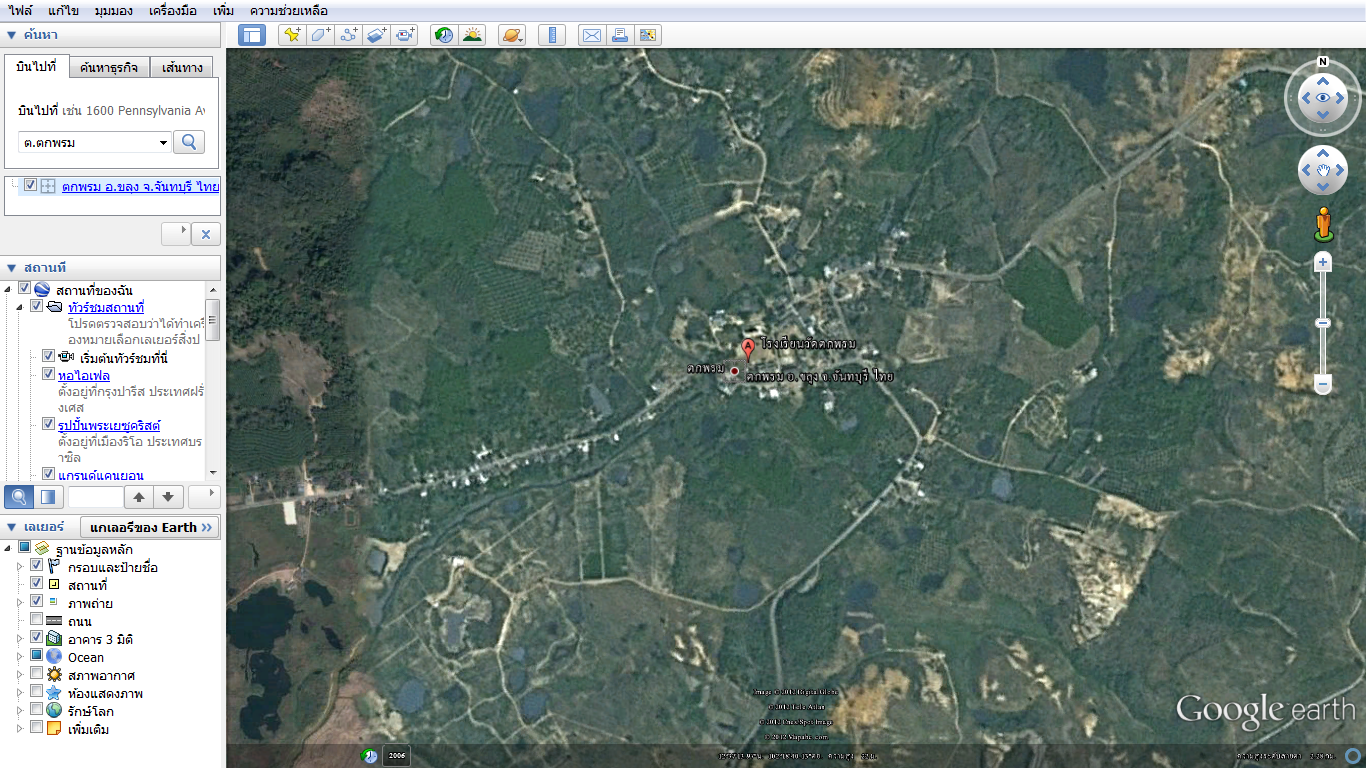 ไฟล์ แก้ไข มุมมอง เครื่องมือ เพิ่ม ความช่วยเหลือ
ค้นหา
บินไปที่ ค้นหาธุรกิจ เส้นทาง
บินไปที่ เช่น 1600 Pennsylvania Av
ต.ตกพรม
ตกพรม อ.ขลุง จ.จันทบุรี ไทย
สถานที่
สถานที่ของฉัน
ทัวร์ชมสถานที่
โปรดตรวจสอบว่าได้ทำเครื่
องหมายเลือกเลเยอร์สิ่งป
เริ่มต้นทัวร์ชมที่นี่
หอไอเฟล
ตั้งอยู่ที่กรุงปารีส ประเทศฝรั่
งเศส
รูปปั้นพระเยซูคริสต์
ตั้งอยู่ที่เมืองริโอ ประเทศบร
าซิล
แกรนด์แคนยอน
เลเยอร์ แกเลอรีของ Earth >>
ฐานข้อมูลหลัก
กรอบและป้ายชื่อ
สถานที่
ภาพถ่าย
ถนน
อาคาร 3 มิติ
Ocean
สภาพอากาศ
ห้องแสดงภาพ
รักษ์โลก
เพิ่มเติม
N
A โรงเรียนวัดตกพรม
ตกพรม
ตกพรม อ.ขลุง จ.จันทบุรี ไทย
Image © 2012 DigitalGlobe
© 2012 Tele Atlas
© 2012 Cnes/Spot Image
© 2012 Mapabc.com
Google earth
2006